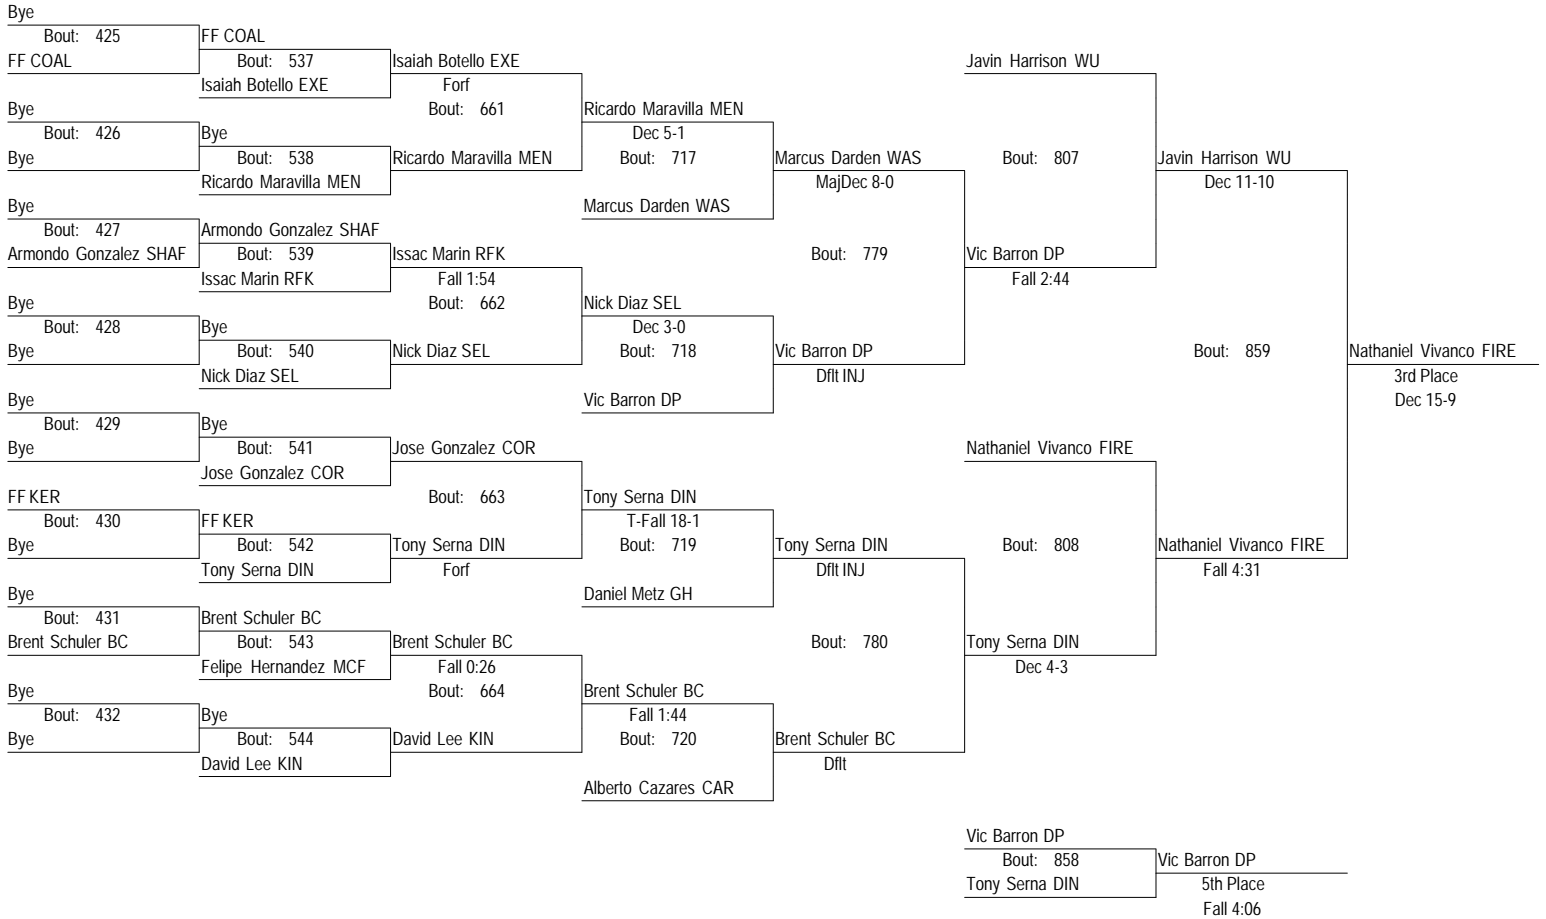 Bye
Bout: 425
FF COAL
Bye
Bout: 426
Bye
Bye
Bout: 427
Armondo Gonzalez SHAF
Bye
Bout: 428
Bye
Bye
Bout: 429
Bye
FF KER
Bout: 430
Bye
Bye
Bout: 431
Brent Schuler BC
Bye
Bout: 432
Bye
FF COAL
Bout: 537
Isaiah Botello EXE
Bye
Bout: 538
Ricardo Maravilla MEN
Armondo Gonzalez SHAF
Bout: 539
Issac Marin RFK
Bye
Bout: 540
Nick Diaz SEL
Bye
Bout: 541
Jose Gonzalez COR
FF KER
Bout: 542
Tony Serna DIN
Brent Schuler BC
Bout: 543
Felipe Hernandez MCF
Bye
Bout: 544
David Lee KIN
Isaiah Botello EXE
Forf
Bout: 661
Ricardo Maravilla MEN
Issac Marin RFK
Fall 1:54
Bout: 662
Nick Diaz SEL
Jose Gonzalez COR
Bout: 663
Tony Serna DIN
Forf
Brent Schuler BC
Fall 0:26
Bout: 664
David Lee KIN
Ricardo Maravilla MEN
Dec 5-1
Bout: 717
Marcus Darden WAS
Nick Diaz SEL
Dec 3-0
Bout: 718
Vic Barron DP
Tony Serna DIN
T-Fall 18-1
Bout: 719
Daniel Metz GH
Brent Schuler BC
Fall 1:44
Bout: 720
Alberto Cazares CAR
Marcus Darden WAS
MajDec 8-0
Bout: 779
Vic Barron DP
Dflt INJ
Tony Serna DIN
Dflt INJ
Bout: 780
Brent Schuler BC
Dflt
Javin Harrison WU
Bout: 807
Vic Barron DP
Fall 2:44
Nathaniel Vivanco FIRE
Bout: 808
Tony Serna DIN
Dec 4-3
Javin Harrison WU
Dec 11-10
Bout: 859
Nathaniel Vivanco FIRE
Fall 4:31
Nathaniel Vivanco FIRE
3rd Place
Dec 15-9
Vic Barron DP
Bout: 858
Tony Serna DIN
Vic Barron DP
5th Place
Fall 4:06